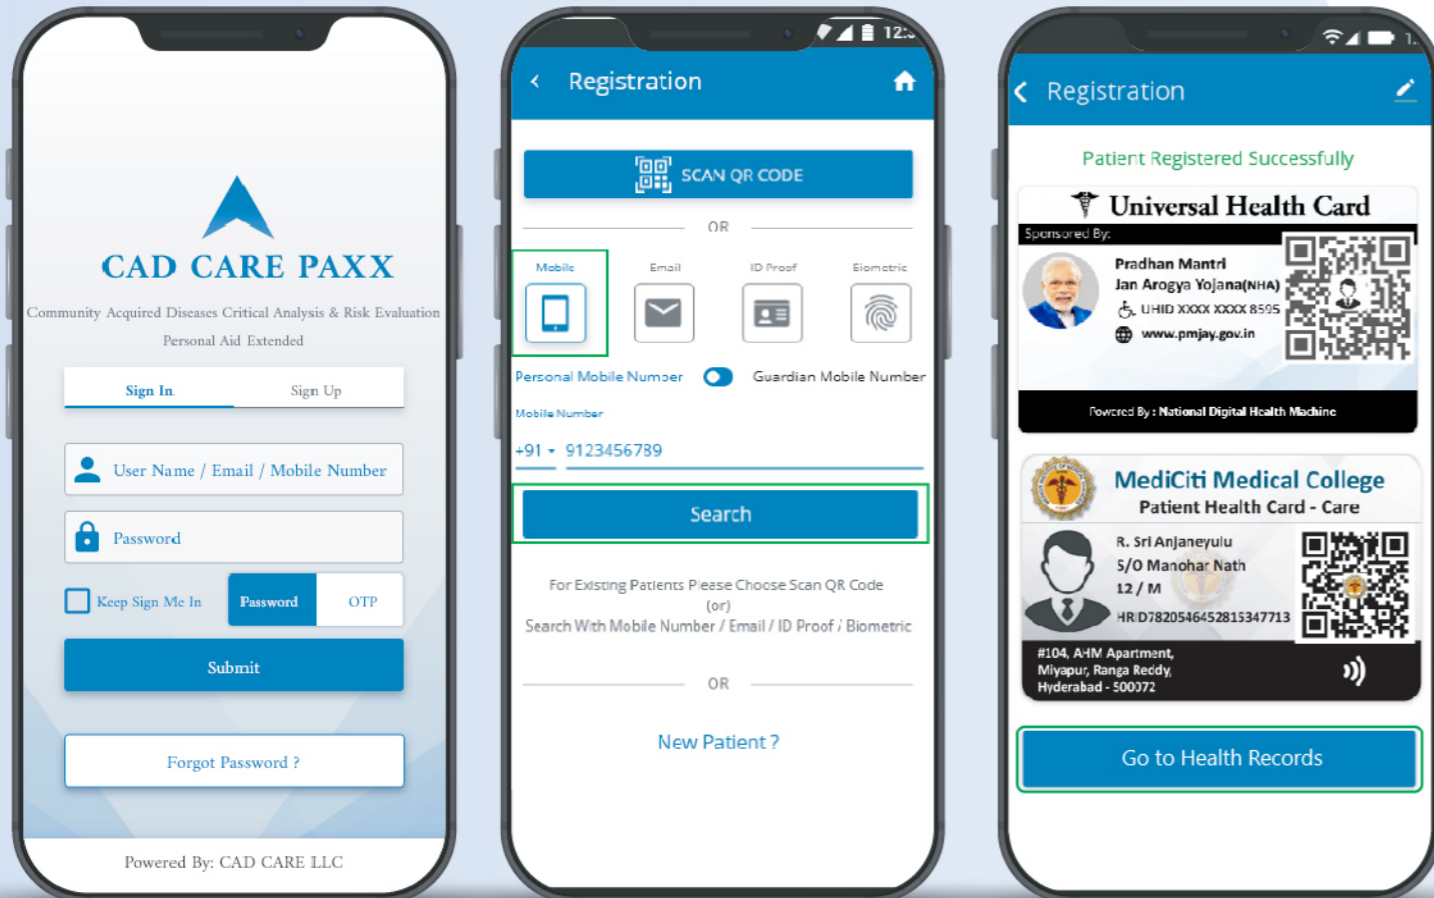 CAD CARE PAXX
Community Acquired Diseases Critical Analysis & Risk Evaluation
Personal Aid Extended
Sign In
Sign Up
User Name / Email / Mobile Number
Password
Keep Sign Me In
Password
OTP
Submit
Forgot Password ?
Powered By: CAD CARE LLC
Registration
SCAN QR CODE
OR
Mobile
Email
ID Proof
Biometric
Personal Mobile Number
Guardian Mobile Number
Mobile Number
+91
9123456789
Search
For Existing Patients Please Choose Scan QR Code
(or)
Search With Mobile Number / Email / ID Proof / Biometric
OR
New Patient ?
Registration
Patient Registered Successfully
Universal Health Card
Sponsored By:
Pradhan Mantri
Jan Arogya Yojana(NHA)
UHID XXXX XXXX 8595
www.pmjay.gov.in
Powered By : National Digital Health Machine
MediCiti Medical College
Patient Health Card - Care
R. Sri Anjaneyulu
S/O Manohar Nath
12 / M
HRID7820546452815347713
#104, AHM Apartment,
Miyapur, Ranga Reddy,
Hyderabad - 500072
Go to Health Records